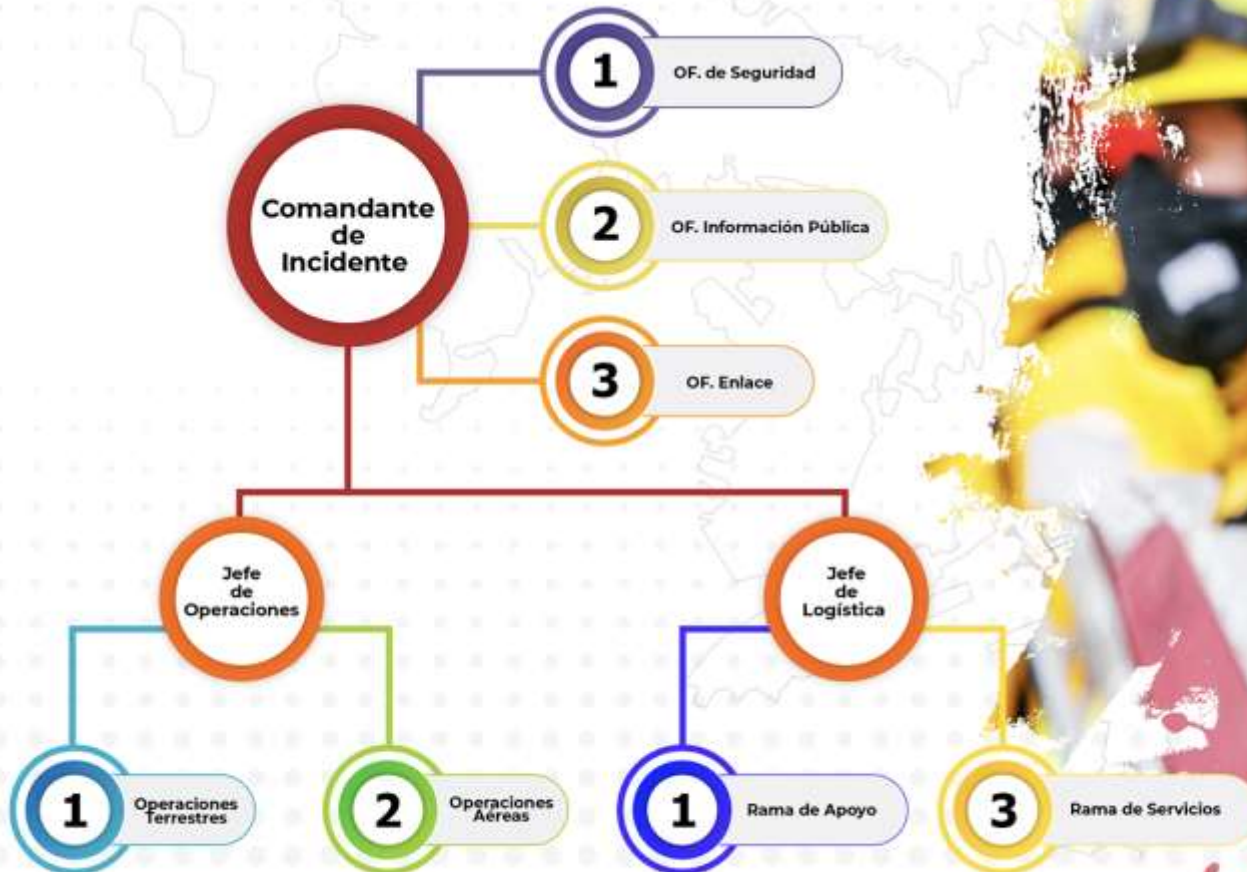 1
OF. de Seguridad
Comandante
de
Incidente
2
OF. Información Pública
3
OF. Enlace
Jefe
de
Operaciones
Jefe
de
Logística
1
Operaciones
Terrestres
2
Operaciones
Aéreas
1
Rama de Apoyo
3
Rama de Servicios